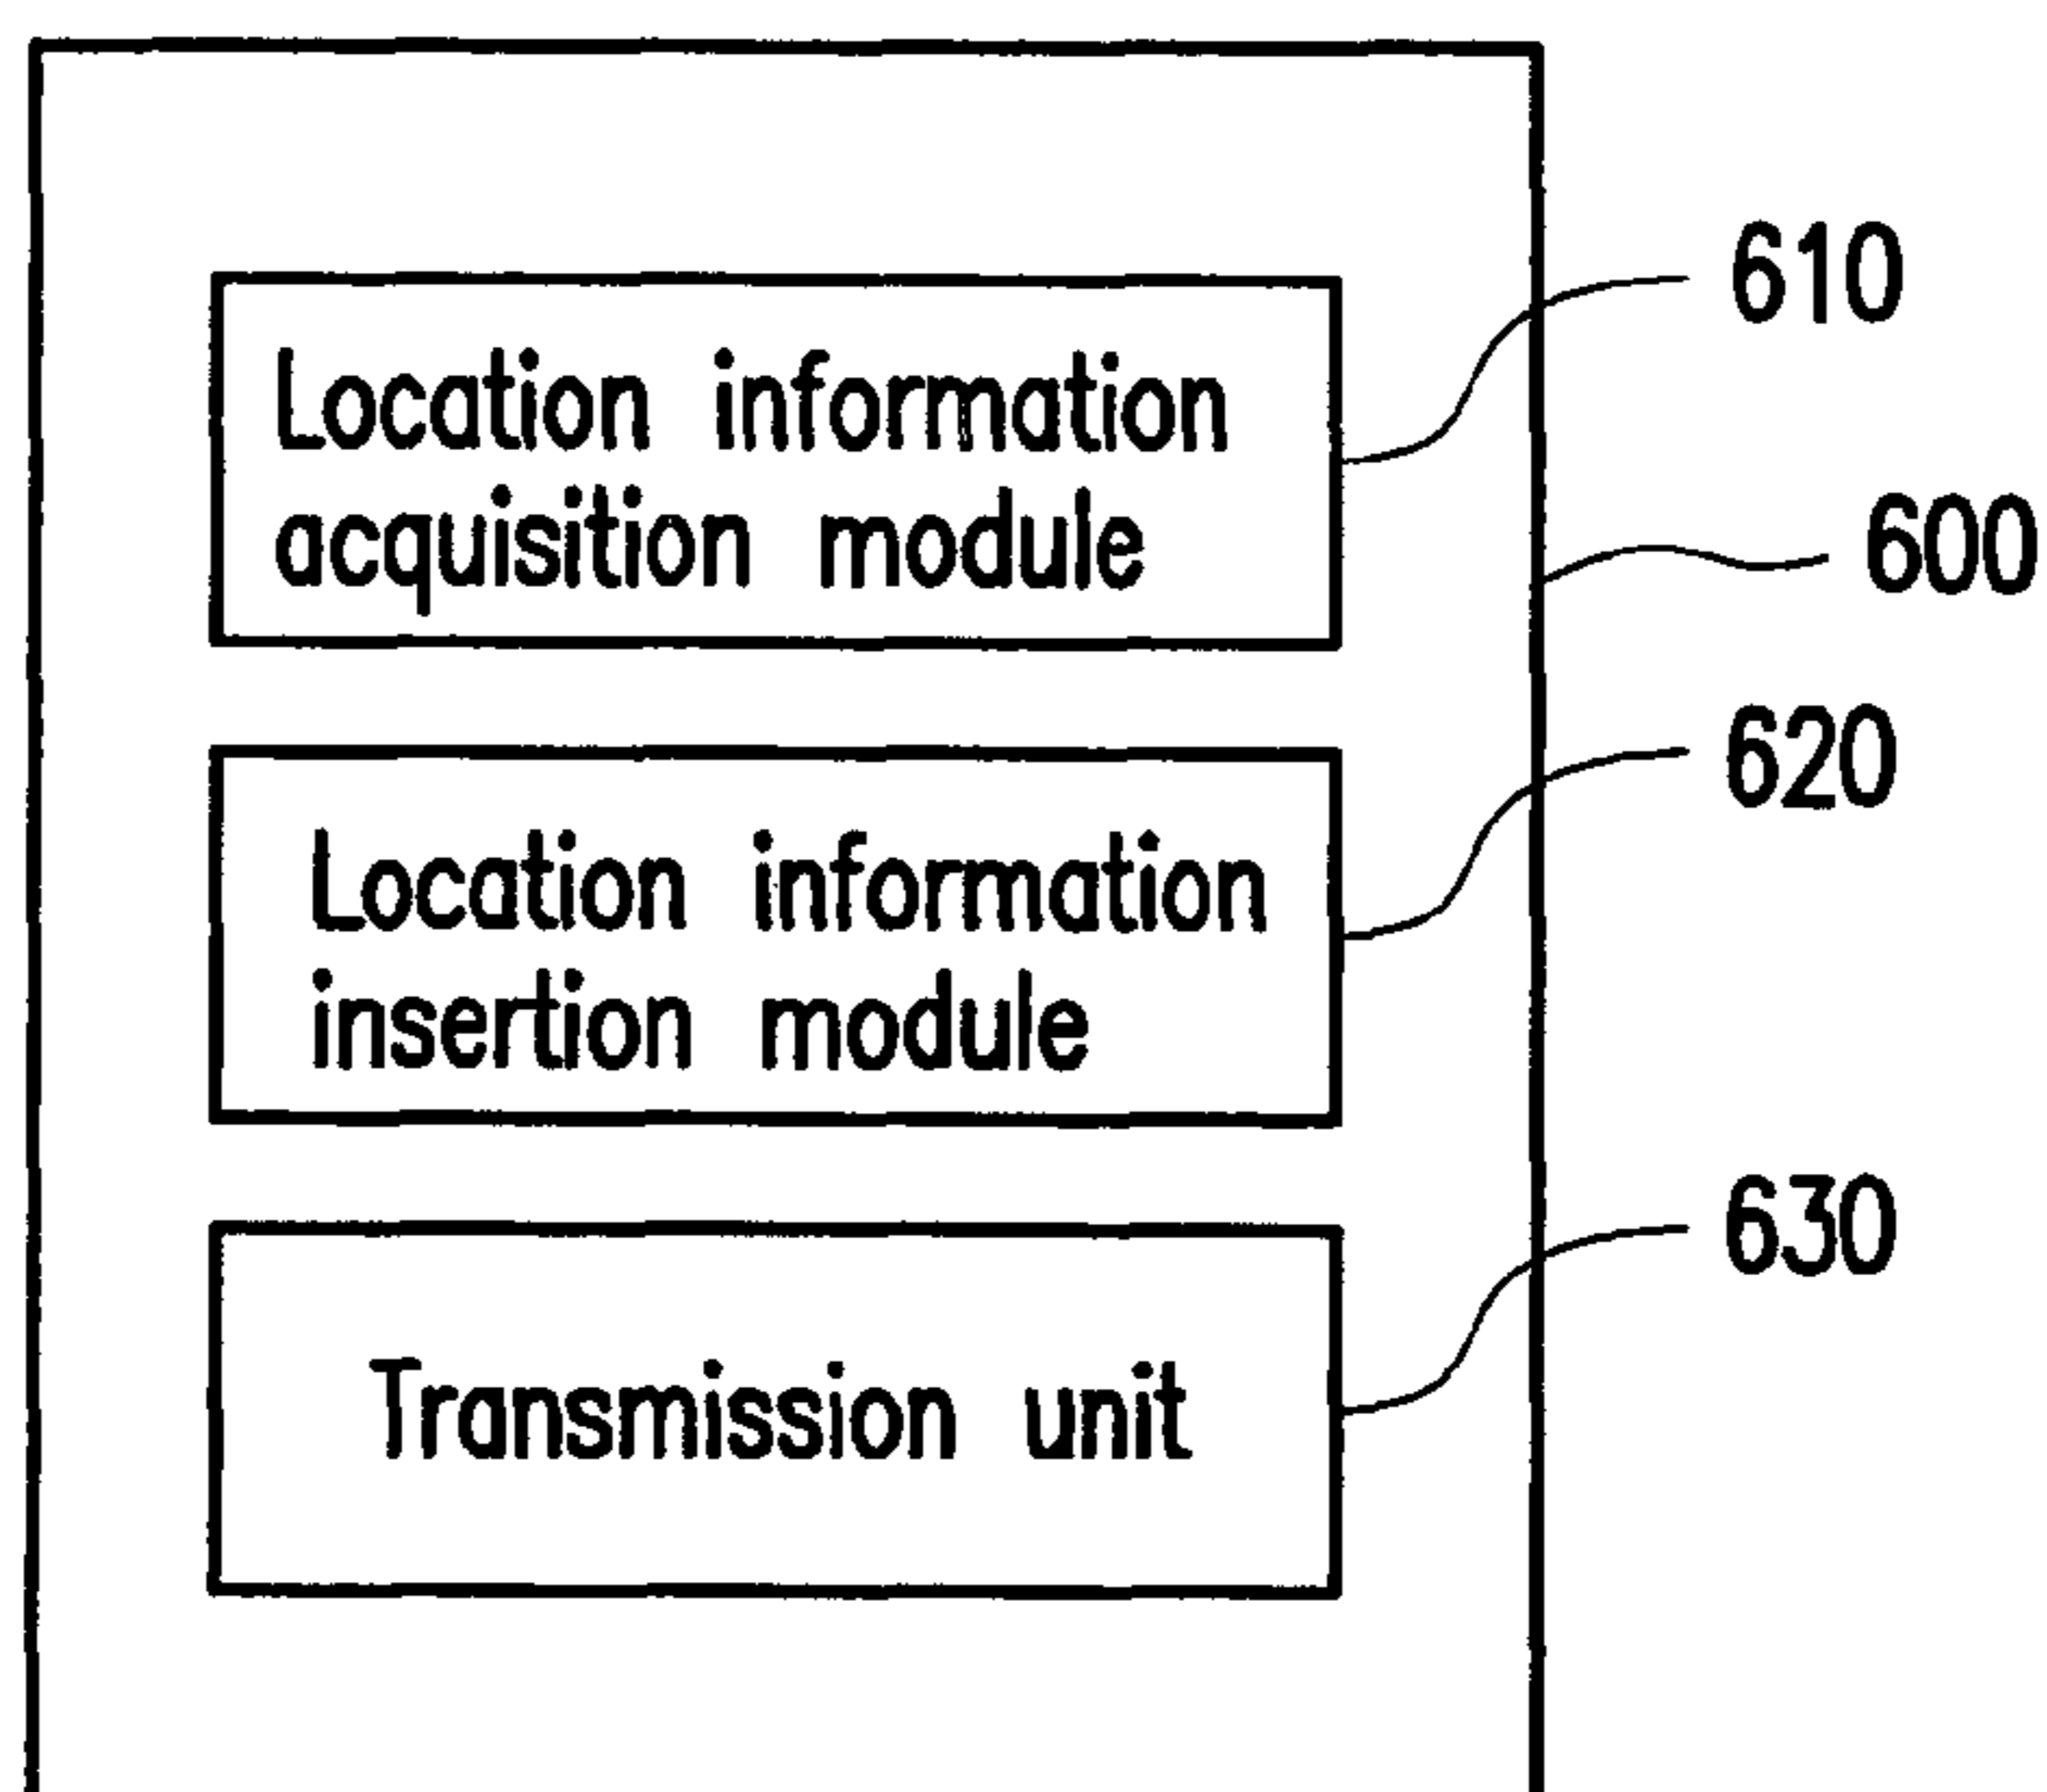 610
Location information
acquisition module
600
620
Location information
insertion module
630
Transmission unit